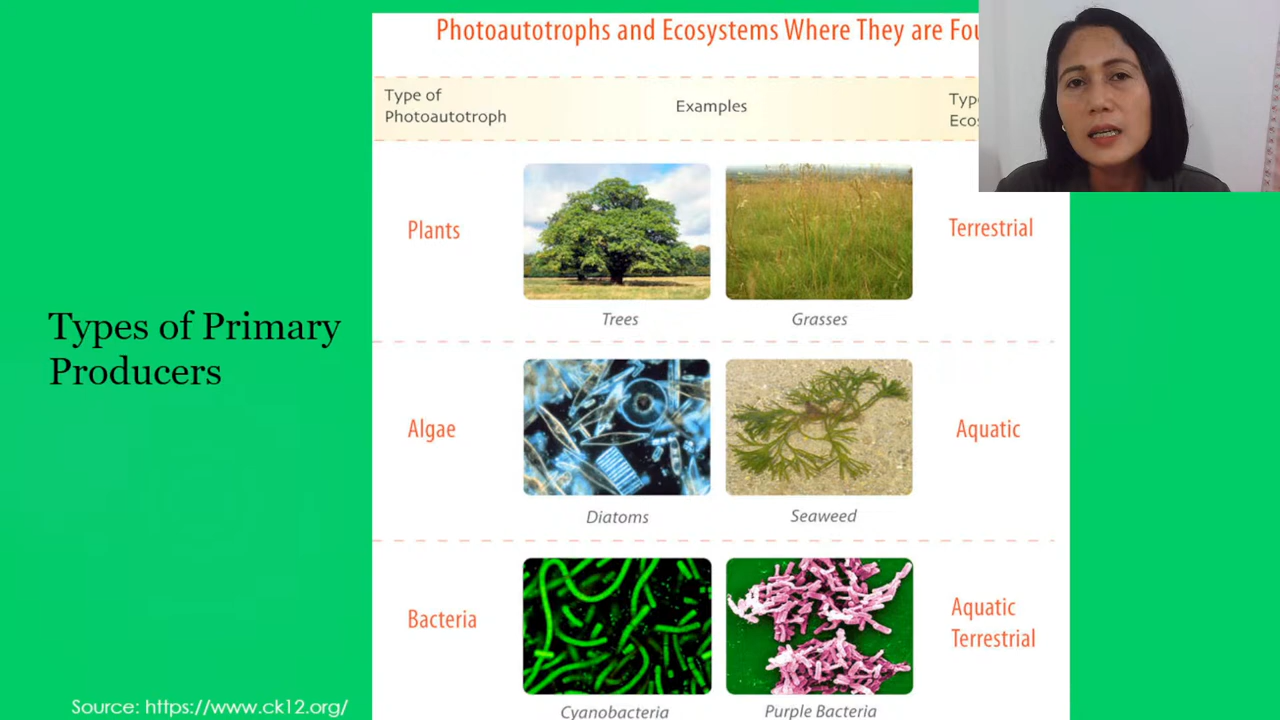 Photoautotrophs and Ecosystems Where They are
Type of
Photoautotroph
Examples
Plants
Trees
Grasses
Terrestrial
Types of Primary
Producers
Algae
Diatoms
Seaweed
Aquatic
Bacteria
Cyanobacteria
Purple Bacteria
Aquatic
Terrestrial
Source: https://www.ck12.org/